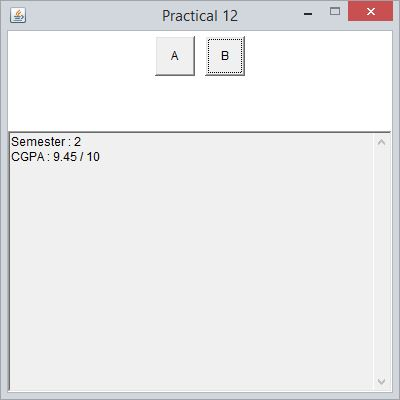 Practical 12
A B
Semester : 2
CGPA : 9.45 / 10